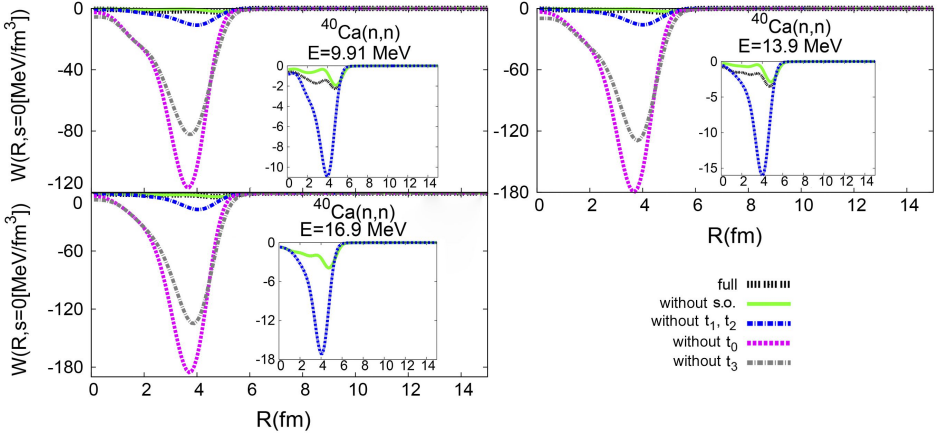 0
-40
-80
-120
W(R,s=0[MeV/fm³])
⁴⁰Ca(n,n)
E=9.91 MeV
0
-2
-4
-6
-8
-10
0 2 4 6 8 10 12 14
0
-60
-120
-180
⁴⁰Ca(n,n)
E=13.9 MeV
0
-5
-10
-15
0 2 4 6 8 10 12 14
0 2 4 6 8 10 12 14
R(fm)
0
-60
-120
-180
W(R,s=0[MeV/fm³])
⁴⁰Ca(n,n)
E=16.9 MeV
0
-6
-12
-18
0 2 4 6 8 10 12 14
0 2 4 6 8 10 12 14
R(fm)
full
without s.o.
without t₁, t₂
without t₀
without t₃